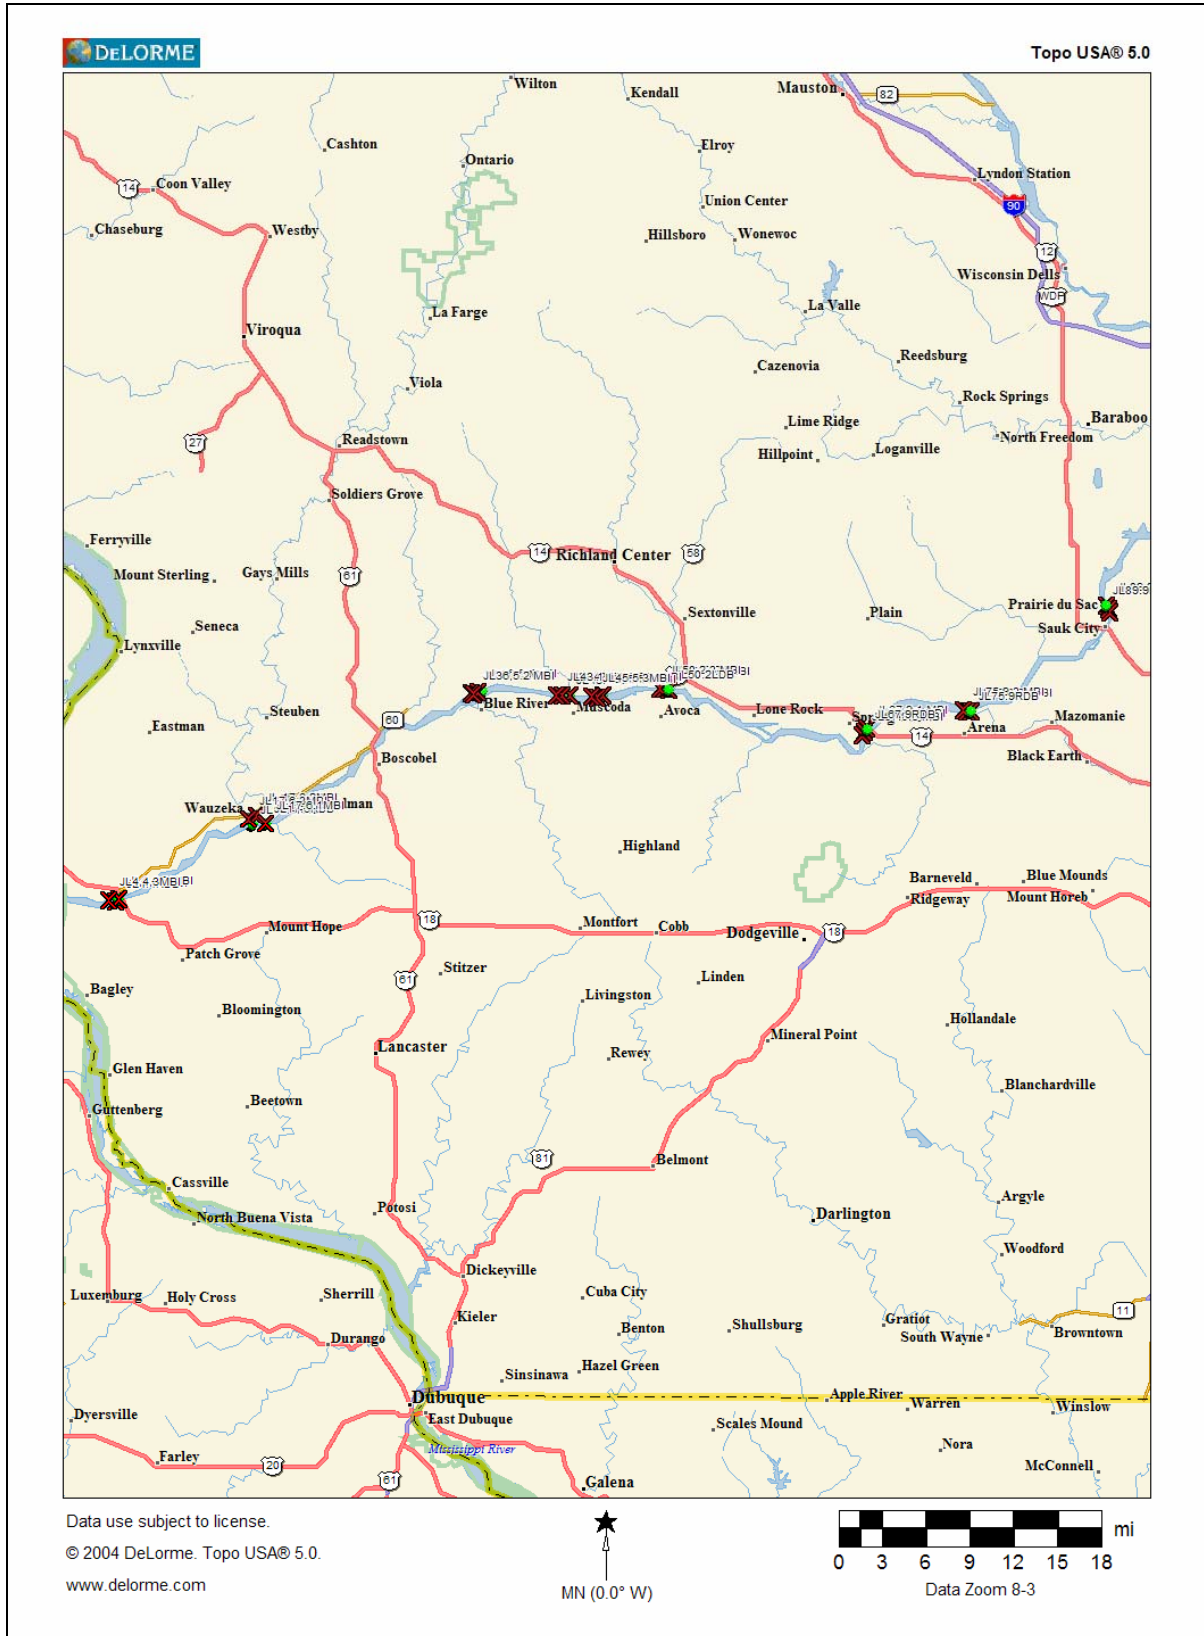 DELORME
Topo USA® 5.0
Wilton
Kendall
Mauston
82
Cashton
Elroy
Ontario
Lyndon Station
14
Coon Valley
Union Center
90
Chaseburg
Westby
Hillsboro
Wonewoc
12
Wisconsin Dells
WDP
La Farge
La Valle
Viroqua
Reedsburg
Cazenovia
Viola
Rock Springs
Baraboo
Lime Ridge
27
Readstown
North Freedom
Hillpoint
Loganville
Soldiers Grove
Ferryville
14
Richland Center
58
Mount Sterling
Gays Mills
61
Prairie du Sac
Sextonville
Plain
Seneca
Sauk City
Lynxville
Blue River
Muscoda
Avoca
Lone Rock
Steuben
60
Eastman
14
Arena
Mazomanie
Boscobel
Black Earth
Wauzeka
Highland
Barneveld
Blue Mounds
Ridgeway
Mount Horeb
18
Mount Hope
Montfort
Cobb
Dodgeville
18
Patch Grove
61
Stitzer
Linden
Bagley
Livingston
Bloomington
Hollandale
Lancaster
Mineral Point
Rewey
Glen Haven
Blanchardville
Beetown
Guttenberg
81
Belmont
Cassville
Argyle
Potosi
Darlington
North Buena Vista
Woodford
Dickeyville
Luxemburg
Holy Cross
Sherrill
Cuba City
11
Kieler
Gratiot
Durango
Benton
Shullsburg
South Wayne
Browntown
Hazel Green
Sinsinawa
Dubuque
Apple River
Warren
Winslow
Dyersville
East Dubuque
Scales Mound
Mississippi River
Nora
Farley
20
61
Galena
McConnell
Data use subject to license.
© 2004 DeLorme. Topo USA® 5.0.
www.delorme.com
MN (0.0° W)
mi
0 3 6 9 12 15 18
Data Zoom 8-3